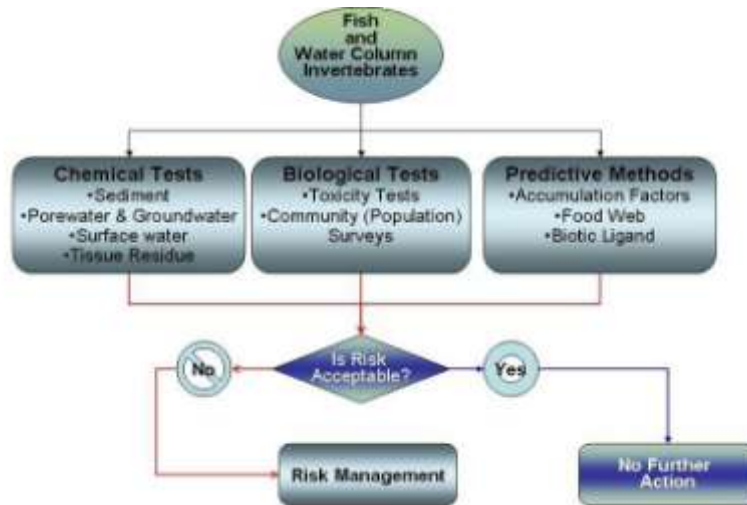 Fish
and
Water Column
Invertebrates
Chemical Tests
•Sediment
•Porewater & Groundwater
•Surface water
•Tissue Residue
Biological Tests
•Toxicity Tests
•Community (Population)
Surveys
Predictive Methods
•Accumulation Factors
•Food Web
•Biotic Ligand
Is Risk
Acceptable?
No
Yes
Risk Management
No Further
Action